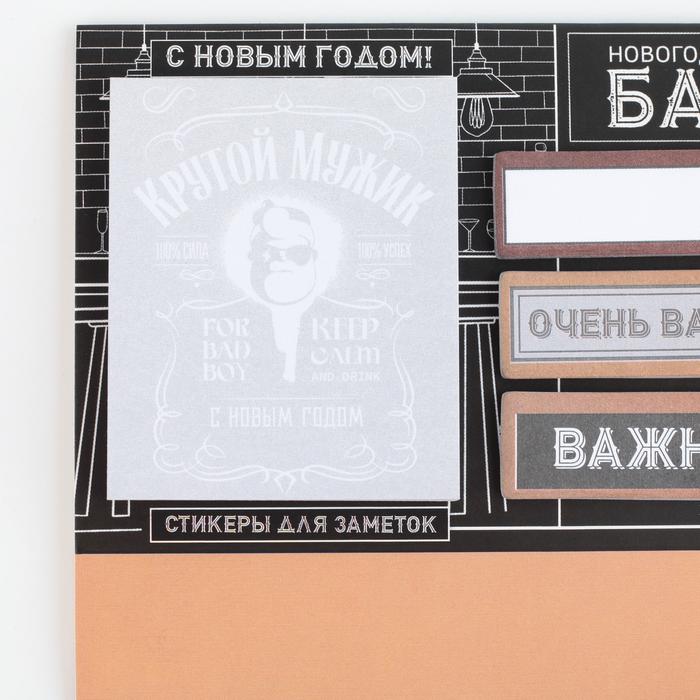 С НОВЫМ ГОДОМ!
КРУТОЙ МУЖИК
100% СИЛА
100% УСПЕХ
FOR
BAD
BOY
KEEP
CALM
AND DRINK
С НОВЫМ ГОДОМ
СТИКЕРЫ ДЛЯ ЗАМЕТОК
НОВОГО
БА
ОЧЕНЬ ВА
ВАЖН